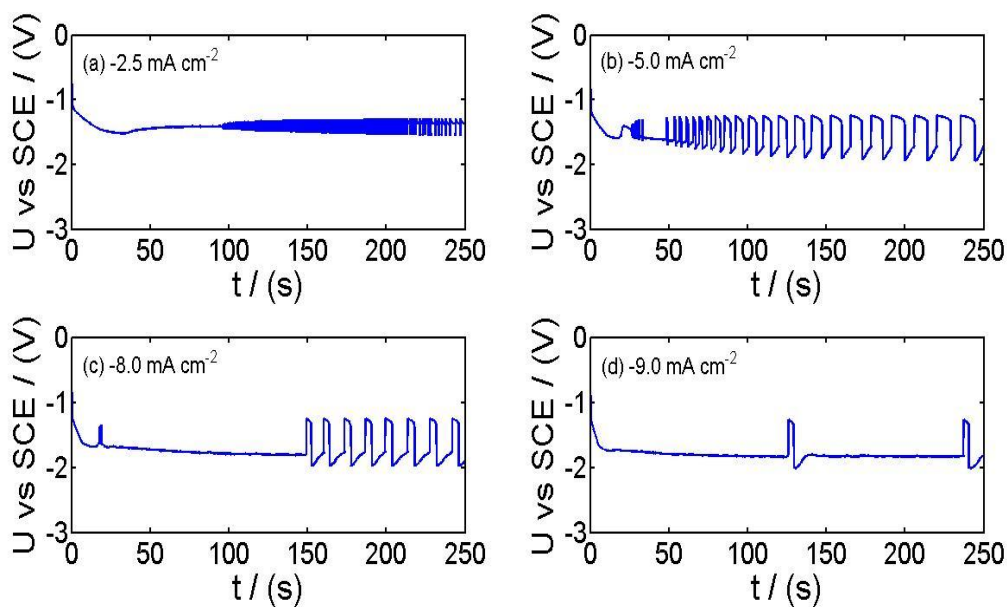 (a) -2.5 mA cm⁻²
U vs SCE / (V)
0
-1
-2
-3
0 50 100 150 200 250
t / (s)
(b) -5.0 mA cm⁻²
U vs SCE / (V)
0
-1
-2
-3
0 50 100 150 200 250
t / (s)
(c) -8.0 mA cm⁻²
U vs SCE / (V)
0
-1
-2
-3
0 50 100 150 200 250
t / (s)
(d) -9.0 mA cm⁻²
U vs SCE / (V)
0
-1
-2
-3
0 50 100 150 200 250
t / (s)